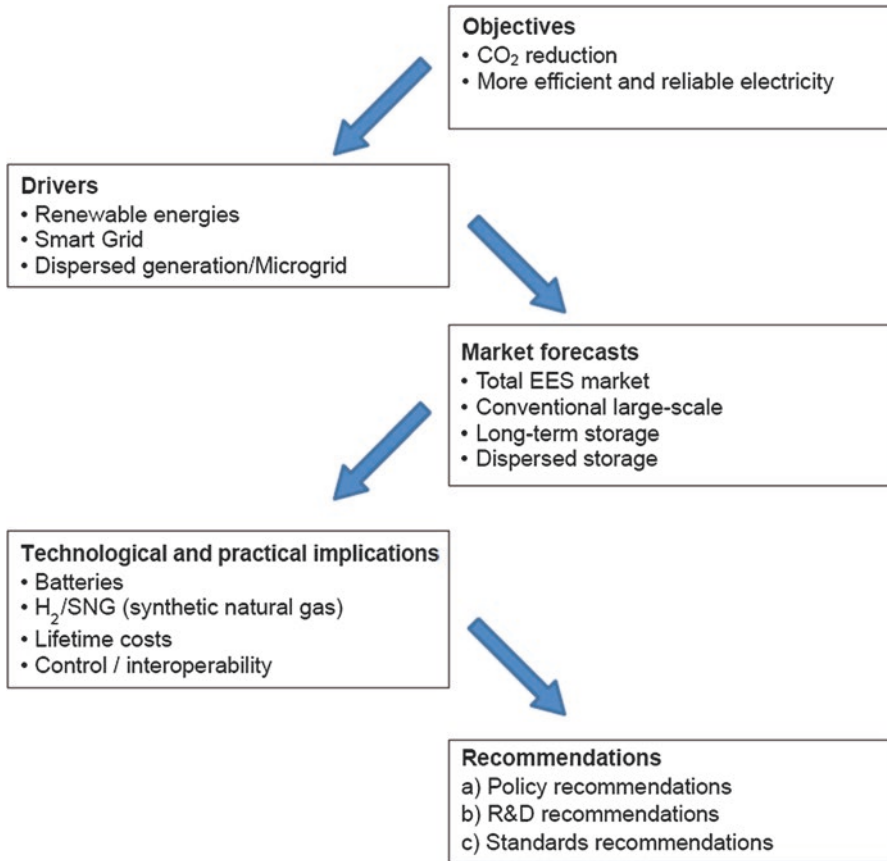 Objectives
• CO₂ reduction
• More efficient and reliable electricity
Drivers
• Renewable energies
• Smart Grid
• Dispersed generation/Microgrid
Market forecasts
• Total EES market
• Conventional large-scale
• Long-term storage
• Dispersed storage
Technological and practical implications
• Batteries
• H₂/SNG (synthetic natural gas)
• Lifetime costs
• Control / interoperability
Recommendations
a) Policy recommendations
b) R&D recommendations
c) Standards recommendations